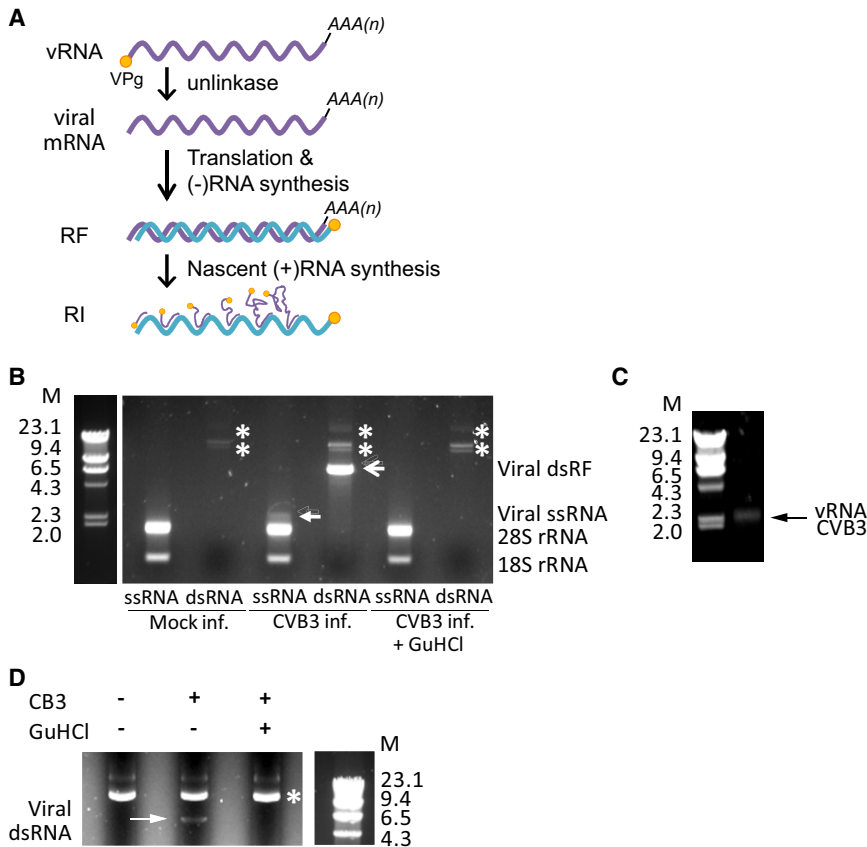 A
AAA(n)
vRNA
VPg
unlinkase
AAA(n)
viral
mRNA
Translation &
(-)RNA synthesis
AAA(n)
RF
Nascent (+)RNA synthesis
RI
B
M
23.1
9.4
6.5
4.3
2.3
2.0
*
*
*
*
*
*
Viral dsRF
Viral ssRNA
28S rRNA
18S rRNA
ssRNA dsRNA ssRNA dsRNA ssRNA dsRNA
Mock inf. CVB3 inf. CVB3 inf.
+ GuHCl
C
M
23.1
9.4
6.5
4.3
2.3
2.0
vRNA
CVB3
D
CB3 - + +
GuHCl - - +
M
Viral
dsRNA
*
23.1
9.4
6.5
4.3